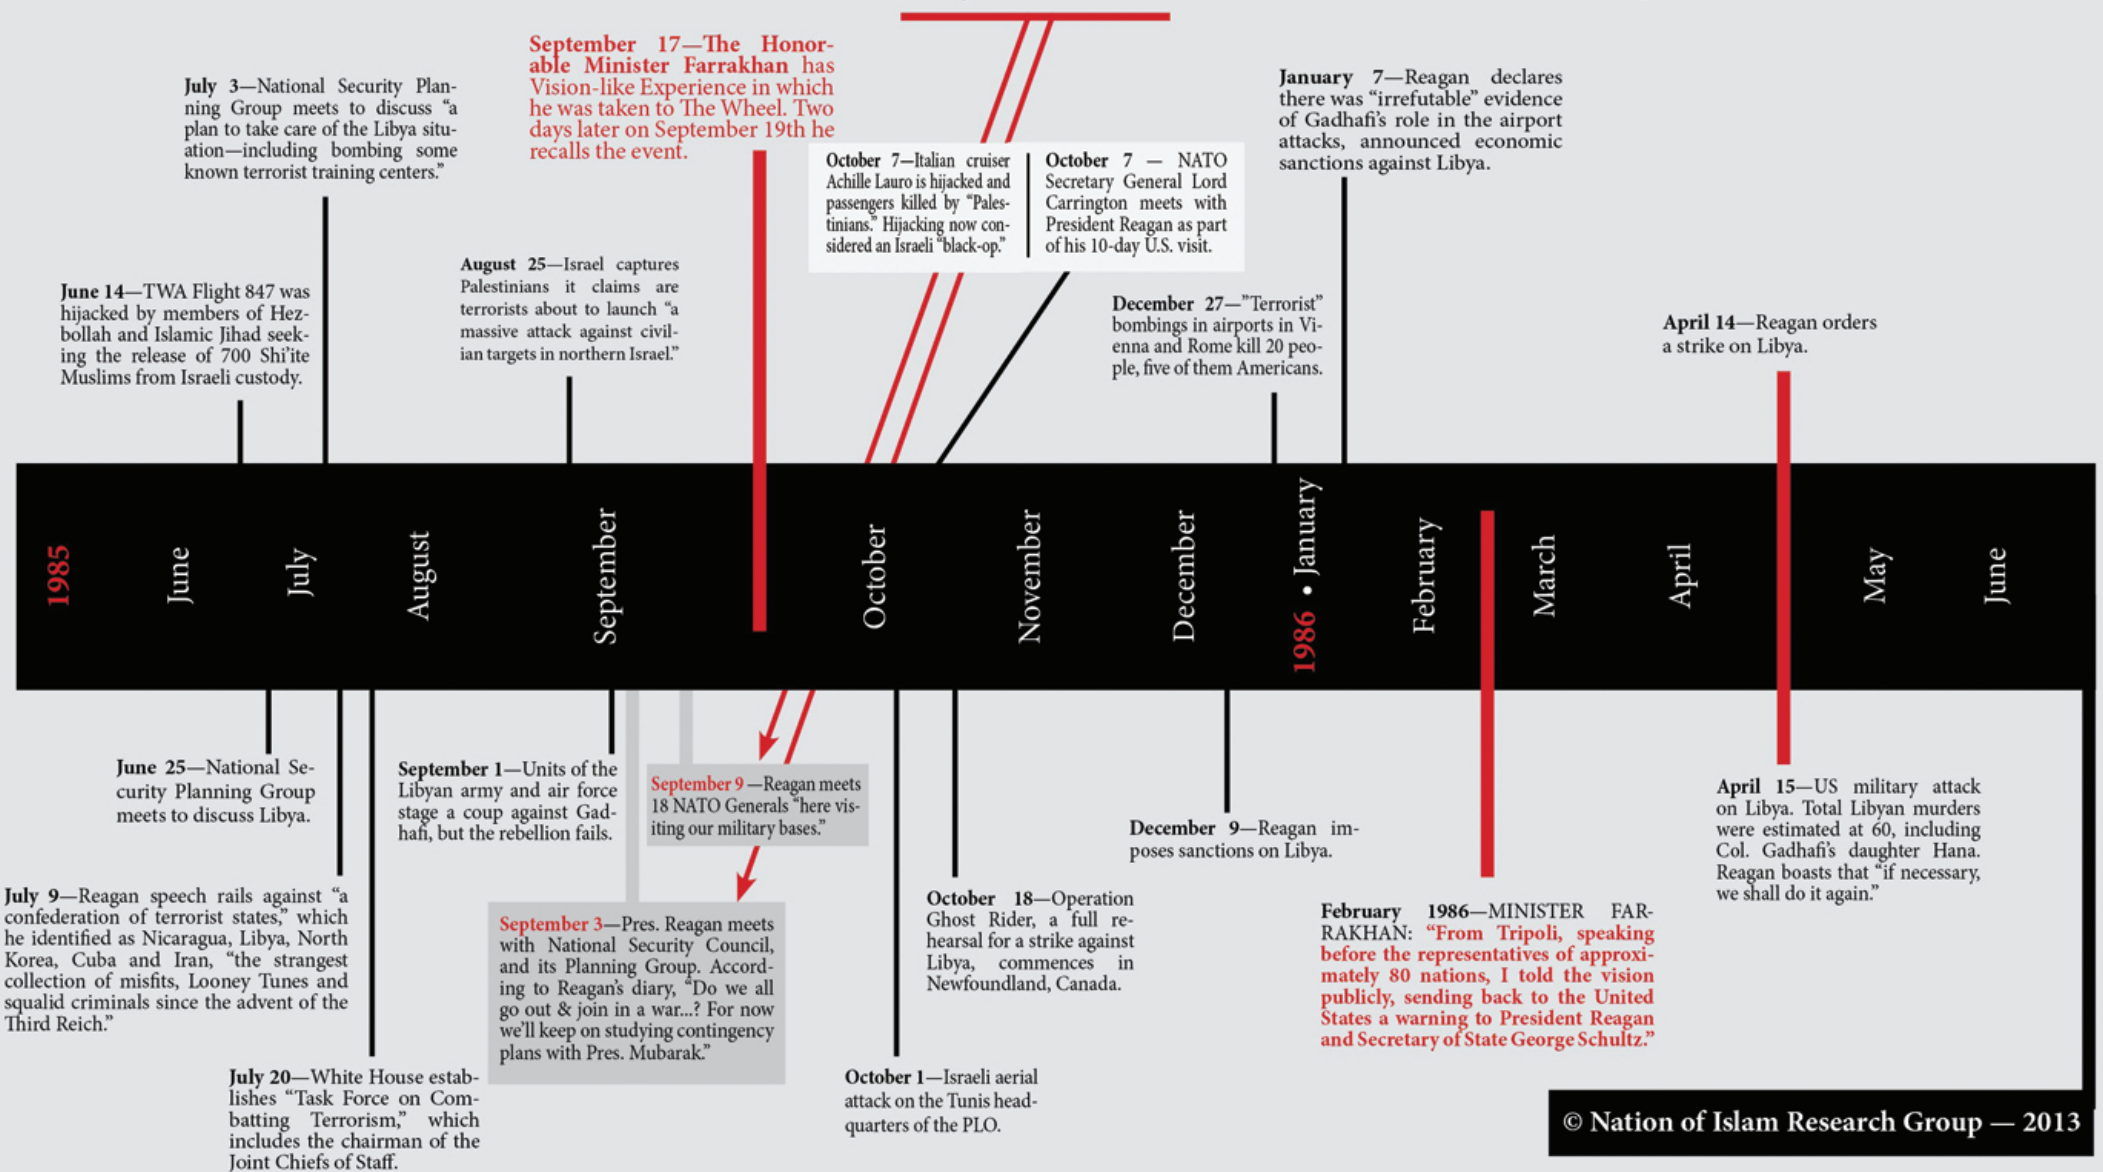 September 17—The Honor-
able Minister Farrakhan has
Vision-like Experience in which
he was taken to The Wheel. Two
days later on September 19th he
recalls the event.
July 3—National Security Plan-
ning Group meets to discuss “a
plan to take care of the Libya situ-
ation—including bombing some
known terrorist training centers.”
January 7—Reagan declares
there was “irrefutable” evidence
of Gadhafi’s role in the airport
attacks, announced economic
sanctions against Libya.
October 7—Italian cruiser
Achille Lauro is hijacked and
passengers killed by “Pales-
tinians.” Hijacking now con-
sidered an Israeli “black-op.”
October 7 — NATO
Secretary General Lord
Carrington meets with
President Reagan as part
of his 10-day U.S. visit.
June 14—TWA Flight 847 was
hijacked by members of Hez-
bollah and Islamic Jihad seek-
ing the release of 700 Shi’ite
Muslims from Israeli custody.
August 25—Israel captures
Palestinians it claims are
terrorists about to launch “a
massive attack against civil-
ian targets in northern Israel.”
December 27—”Terrorist”
bombings in airports in Vi-
enna and Rome kill 20 peo-
ple, five of them Americans.
April 14—Reagan orders
a strike on Libya.
1985
June
July
August
September
October
November
December
1986 • January
February
March
April
May
June
June 25—National Se-
curity Planning Group
meets to discuss Libya.
September 1—Units of the
Libyan army and air force
stage a coup against Gad-
hafi, but the rebellion fails.
September 9 —Reagan meets
18 NATO Generals “here vis-
iting our military bases.”
December 9—Reagan im-
poses sanctions on Libya.
April 15—US military attack
on Libya. Total Libyan murders
were estimated at 60, including
Col. Gadhafi’s daughter Hana.
Reagan boasts that “if necessary,
we shall do it again.”
July 9—Reagan speech rails against “a
confederation of terrorist states,” which
he identified as Nicaragua, Libya, North
Korea, Cuba and Iran, “the strangest
collection of misfits, Looney Tunes and
squalid criminals since the advent of the
Third Reich.”
September 3—Pres. Reagan meets
with National Security Council,
and its Planning Group. Accord-
ing to Reagan’s diary, “Do we all
go out & join in a war...? For now
we’ll keep on studying contingency
plans with Pres. Mubarak.”
October 18—Operation
Ghost Rider, a full re-
hearsal for a strike against
Libya, commences in
Newfoundland, Canada.
February 1986—MINISTER FAR-
RAKHAN: “From Tripoli, speaking
before the representatives of approxi-
mately 80 nations, I told the vision
publicly, sending back to the United
States a warning to President Reagan
and Secretary of State George Schultz.”
July 20—White House estab-
lishes “Task Force on Com-
batting Terrorism,” which
includes the chairman of the
Joint Chiefs of Staff.
October 1—Israeli aerial
attack on the Tunis head-
quarters of the PLO.
© Nation of Islam Research Group — 2013